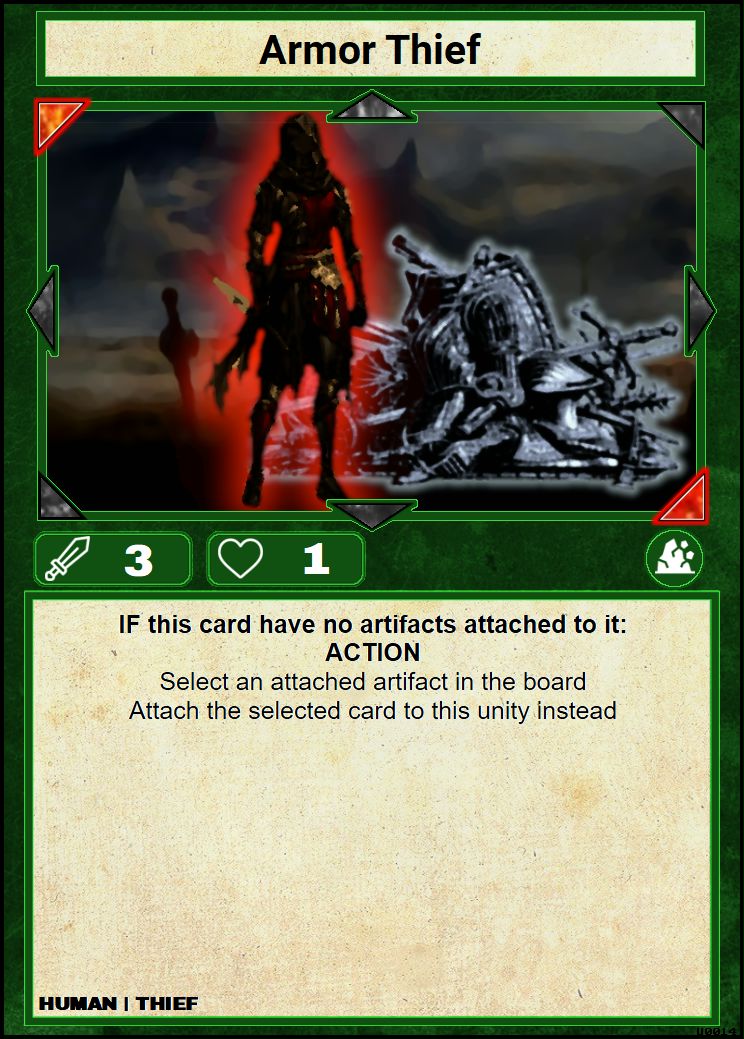 Armor Thief
3
1
IF this card have no artifacts attached to it:
ACTION
Select an attached artifact in the board
Attach the selected card to this unity instead
HUMAN | THIEF
U0014